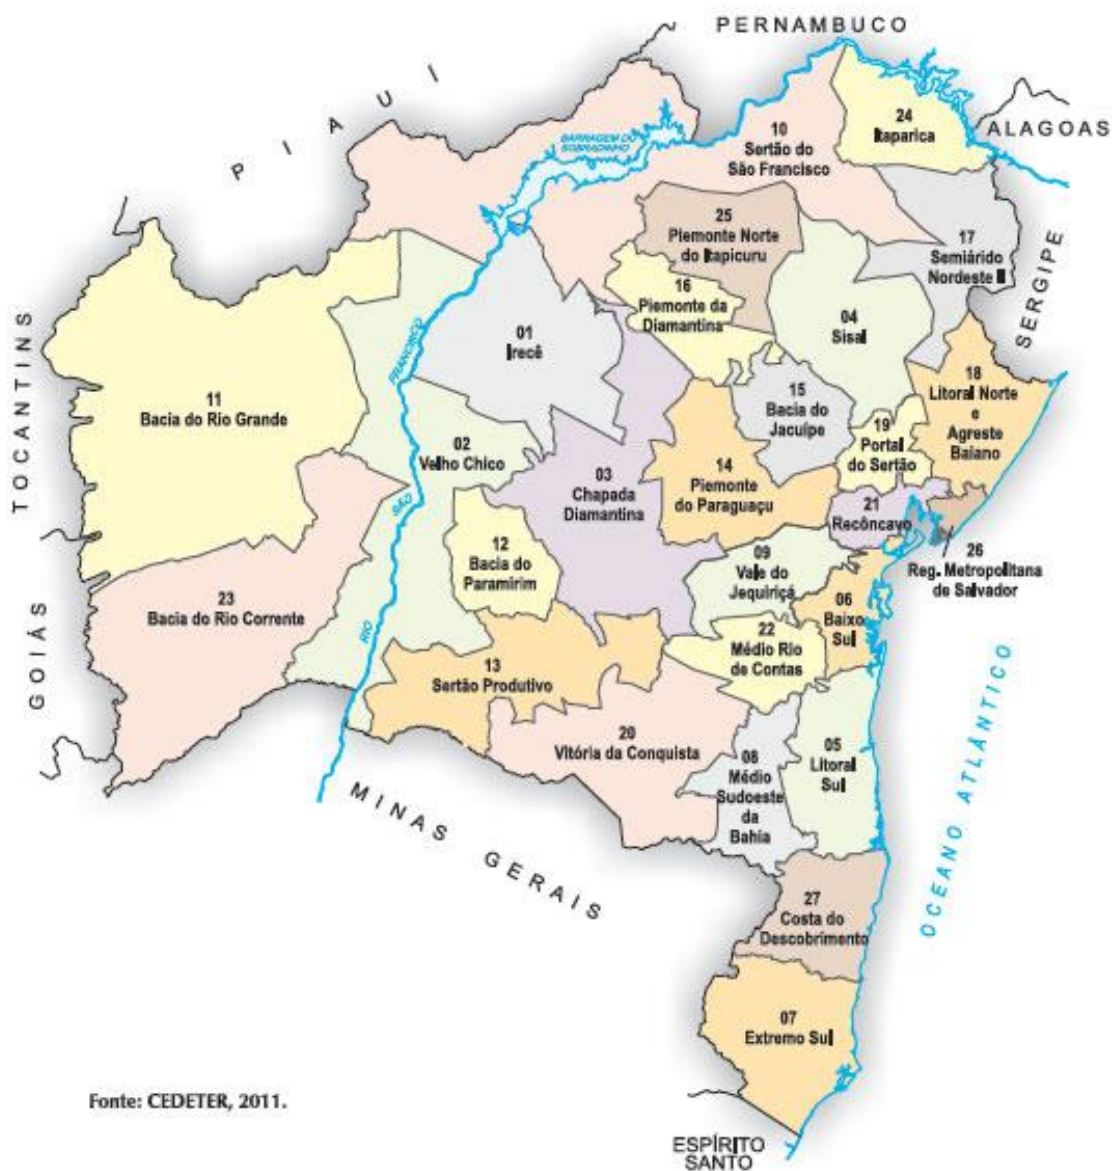 PERNAMBUCO
PIAUI
ALAGOAS
SERGIPE
TOCANTINS
GOIÁS
MINAS GERAIS
ESPÍRITO
SANTO
OCEANO ATLÂNTICO
BARRAGEM DO
SOBRADINHO
RIO
SÃO
FRANCISCO
24
Itaparica
10
Sertão do
São Francisco
25
Piemonte Norte
do Itapicuru
17
Semiárido
Nordeste II
16
Piemonte da
Diamantina
04
Sisal
01
Irecê
11
Bacia do Rio Grande
15
Bacia do
Jacuípe
18
Litoral Norte
e
Agreste
Baiano
19
Portal
do Sertão
02
Velho Chico
03
Chapada
Diamantina
14
Piemonte
do Paraguaçu
21
Recôncavo
26
Reg. Metropolitana
de Salvador
12
Bacia do
Paramirim
09
Vale do
Jequiriçá
06
Baixo
Sul
23
Bacia do Rio Corrente
22
Médio Rio
de Contas
13
Sertão Produtivo
20
Vitória da Conquista
08
Médio
Sudoeste
da
Bahia
05
Litoral
Sul
27
Costa do
Descobrimento
07
Extremo Sul
Fonte: CEDETER, 2011.